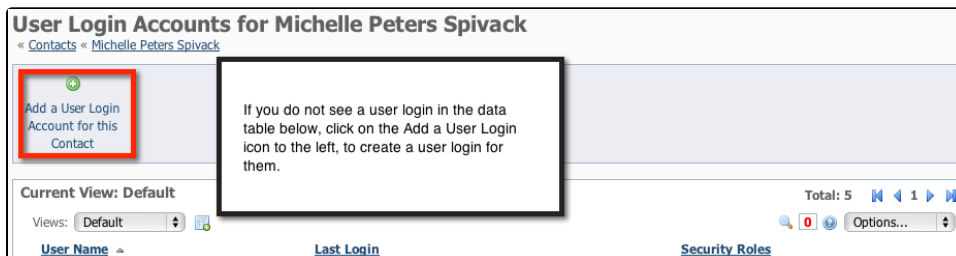 User Login Accounts for Michelle Peters Spivack
« Contacts « Michelle Peters Spivack
Add a User Login
Account for this
Contact
If you do not see a user login in the data
table below, click on the Add a User Login
icon to the left, to create a user login for
them.
Current View: Default
Total: 5 1
Views: Default
0 Options...
User Name Last Login Security Roles